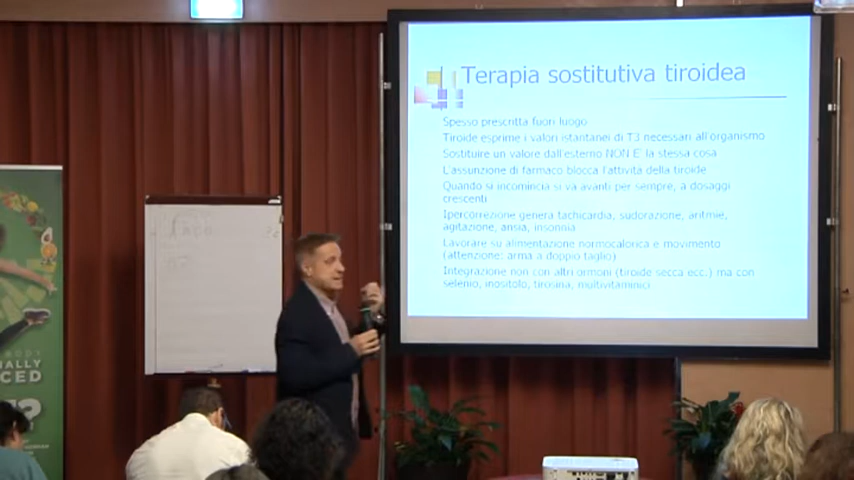 Terapia sostitutiva tiroidea
Spesso prescritta fuori luogo
Tiroide esprime i valori istantanei di T3 necessari all'organismo
Sostituire un valore dall'esterno NON E' la stessa cosa
L'assunzione di farmaco blocca l'attività della tiroide
Quando si incomincia si va avanti per sempre, a dosaggi
crescenti
Ipercorrezione genera tachicardia, sudorazione, aritmie,
agitazione, ansia, insonnia
Lavorare su alimentazione normocalorica e movimento
(attenzione: arma a doppio taglio)
Integrazione non con altri ormoni (tiroide secca ecc.) ma con
selenio, inositolo, tirosina, multivitaminici
BODY
CED
?